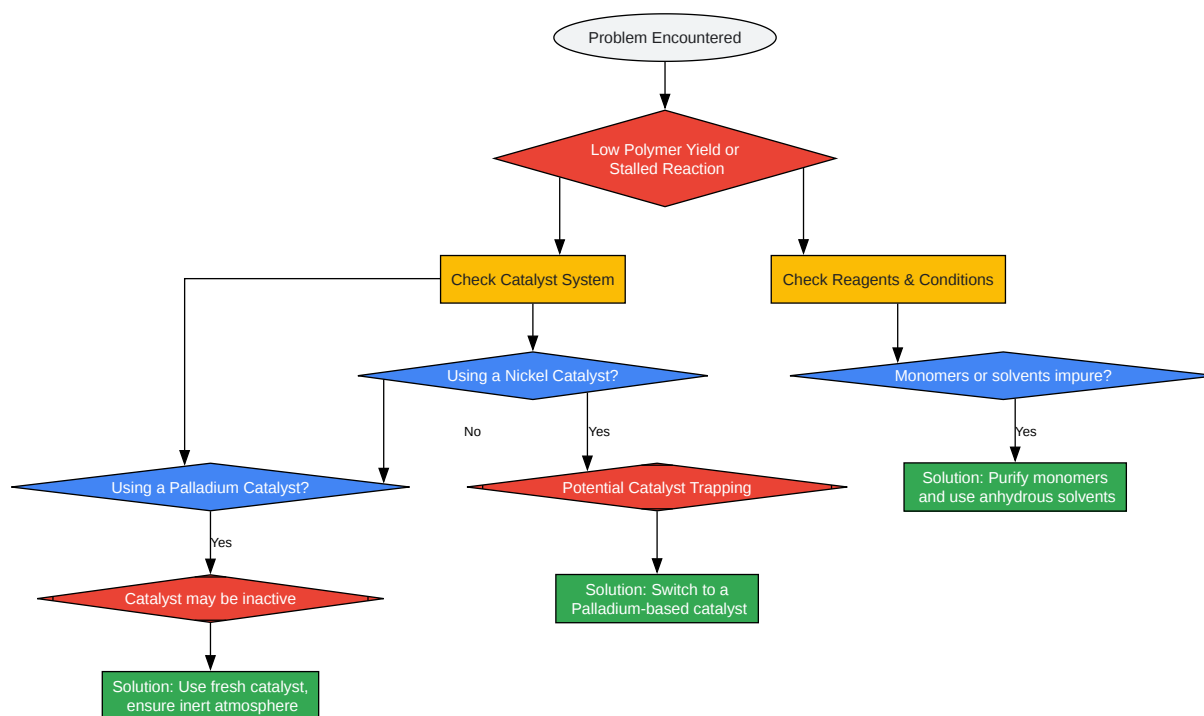 Problem Encountered
Low Polymer Yield or
Stalled Reaction
Check Catalyst System
Check Reagents & Conditions
Using a Nickel Catalyst?
Monomers or solvents impure?
No
Yes
Yes
Using a Palladium Catalyst?
Potential Catalyst Trapping
Solution: Purify monomers
and use anhydrous solvents
Yes
Catalyst may be inactive
Solution: Switch to a
Palladium-based catalyst
Solution: Use fresh catalyst,
ensure inert atmosphere